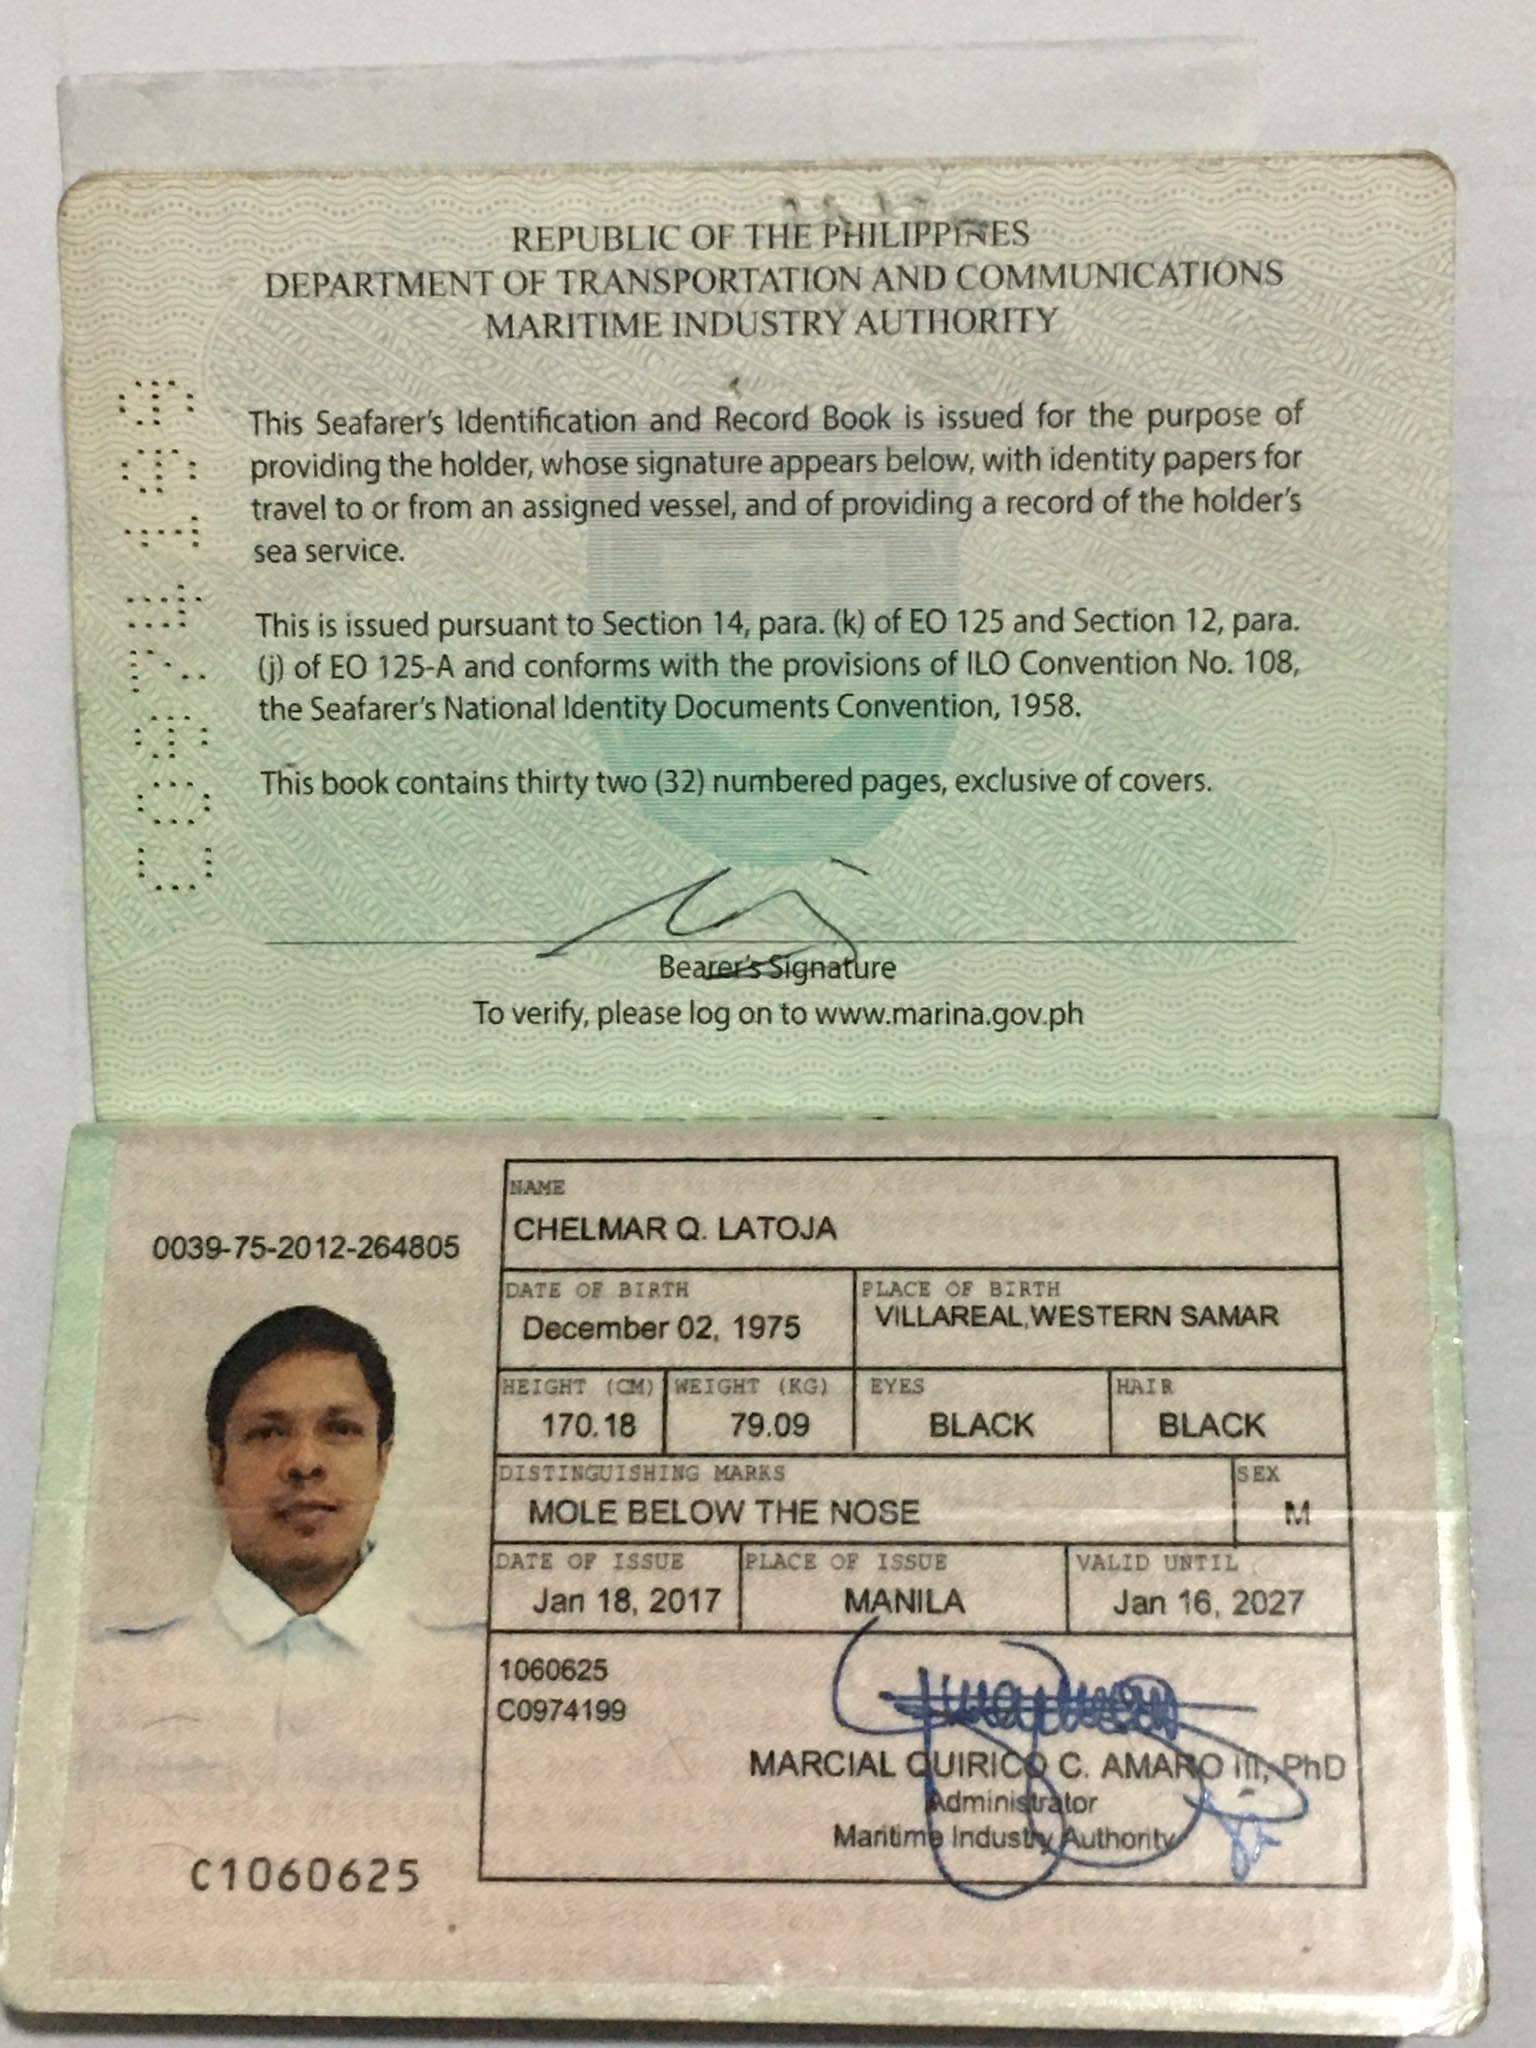 REPUBLIC OF THE PHILIPPINES
DEPARTMENT OF TRANSPORTATION AND COMMUNICATIONS
MARITIME INDUSTRY AUTHORITY
This Seafarer's Identification and Record Book is issued for the purpose of
providing the holder, whose signature appears below, with identity papers for
travel to or from an assigned vessel, and of providing a record of the holder's
sea service.
This is issued pursuant to Section 14, para. (k) of EO 125 and Section 12, para.
(j) of EO 125-A and conforms with the provisions of ILO Convention No. 108,
the Seafarer's National Identity Documents Convention, 1958.
This book contains thirty two (32) numbered pages, exclusive of covers.
Bearer's Signature
To verify, please log on to www.marina.gov.ph
0039-75-2012-264805
NAME
CHELMAR Q. LATOJA
DATE OF BIRTH PLACE OF BIRTH
December 02, 1975 VILLAREAL,WESTERN SAMAR
HEIGHT (CM) WEIGHT (KG) EYES HAIR
170.18 79.09 BLACK BLACK
DISTINGUISHING MARKS SEX
MOLE BELOW THE NOSE M
DATE OF ISSUE PLACE OF ISSUE VALID UNTIL
Jan 18, 2017 MANILA Jan 16, 2027
1060625
C0974199
MARCIAL QUIRICO C. AMARO III, PhD
Administrator
Maritime Industry Authority
C1060625